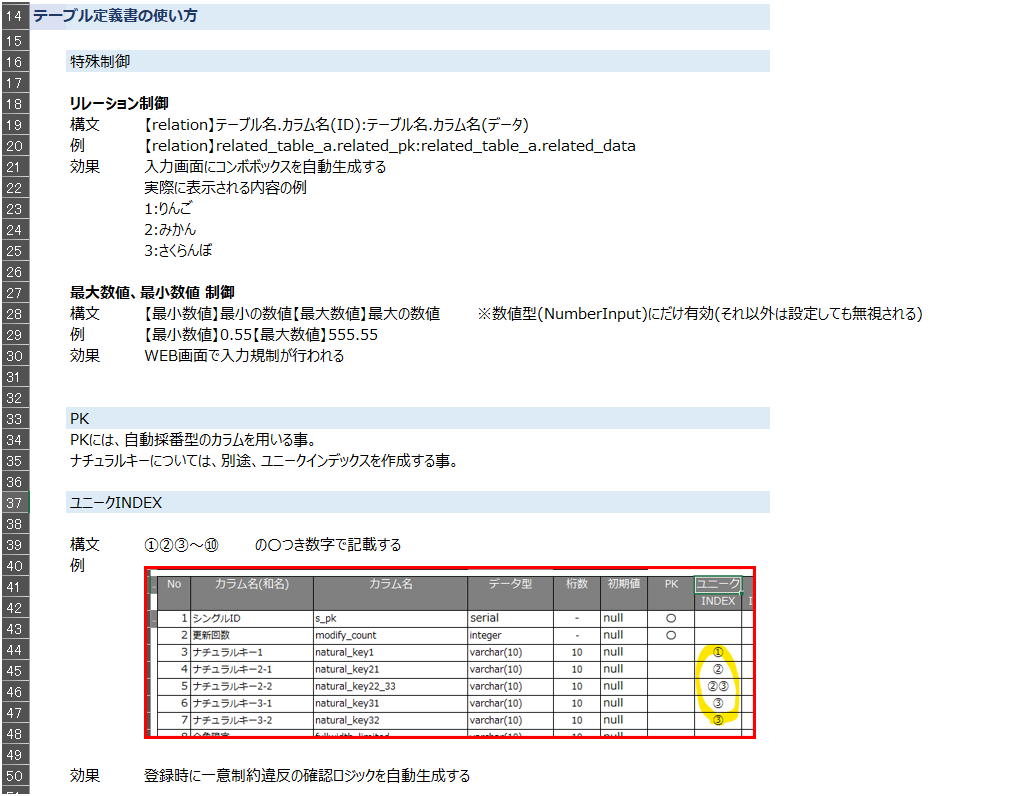 14 テーブル定義書の使い方
15
16 特殊制御
17
18 リレーション制御
19 構文 【relation】テーブル名.カラム名(ID):テーブル名.カラム名(データ)
20 例 【relation】related_table_a.related_pk:related_table_a.related_data
21 効果 入力画面にコンボボックスを自動生成する
22 実際に表示される内容の例
23 1:りんご
24 2:みかん
25 3:さくらんぼ
26
27 最大数値、最小数値 制御
28 構文 【最小数値】最小の数値【最大数値】最大の数値 ※数値型(NumberInput)にだけ有効(それ以外は設定しても無視される)
29 例 【最小数値】0.55【最大数値】555.55
30 効果 WEB画面で入力規制が行われる
31
32
33 PK
34 PKには、自動採番型のカラムを用いる事。
35 ナチュラルキーについては、別途、ユニークインデックスを作成する事。
36
37 ユニークINDEX
38
39 構文 ①②③～⑩ の〇つき数字で記載する
40 例
41
42
43
44
45
46
47
48
49
No カラム名(和名) カラム名 データ型 桁数 初期値 PK ユニーク
INDEX
1 シングルID s_pk serial - null 〇
2 更新回数 modify_count integer - null 〇
3 ナチュラルキー1 natural_key1 varchar(10) 10 null ①
4 ナチュラルキー2-1 natural_key21 varchar(10) 10 null ②
5 ナチュラルキー2-2 natural_key22_33 varchar(10) 10 null ②③
6 ナチュラルキー3-1 natural_key31 varchar(10) 10 null ③
7 ナチュラルキー3-2 natural_key32 varchar(10) 10 null ③
50 効果 登録時に一意制約違反の確認ロジックを自動生成する